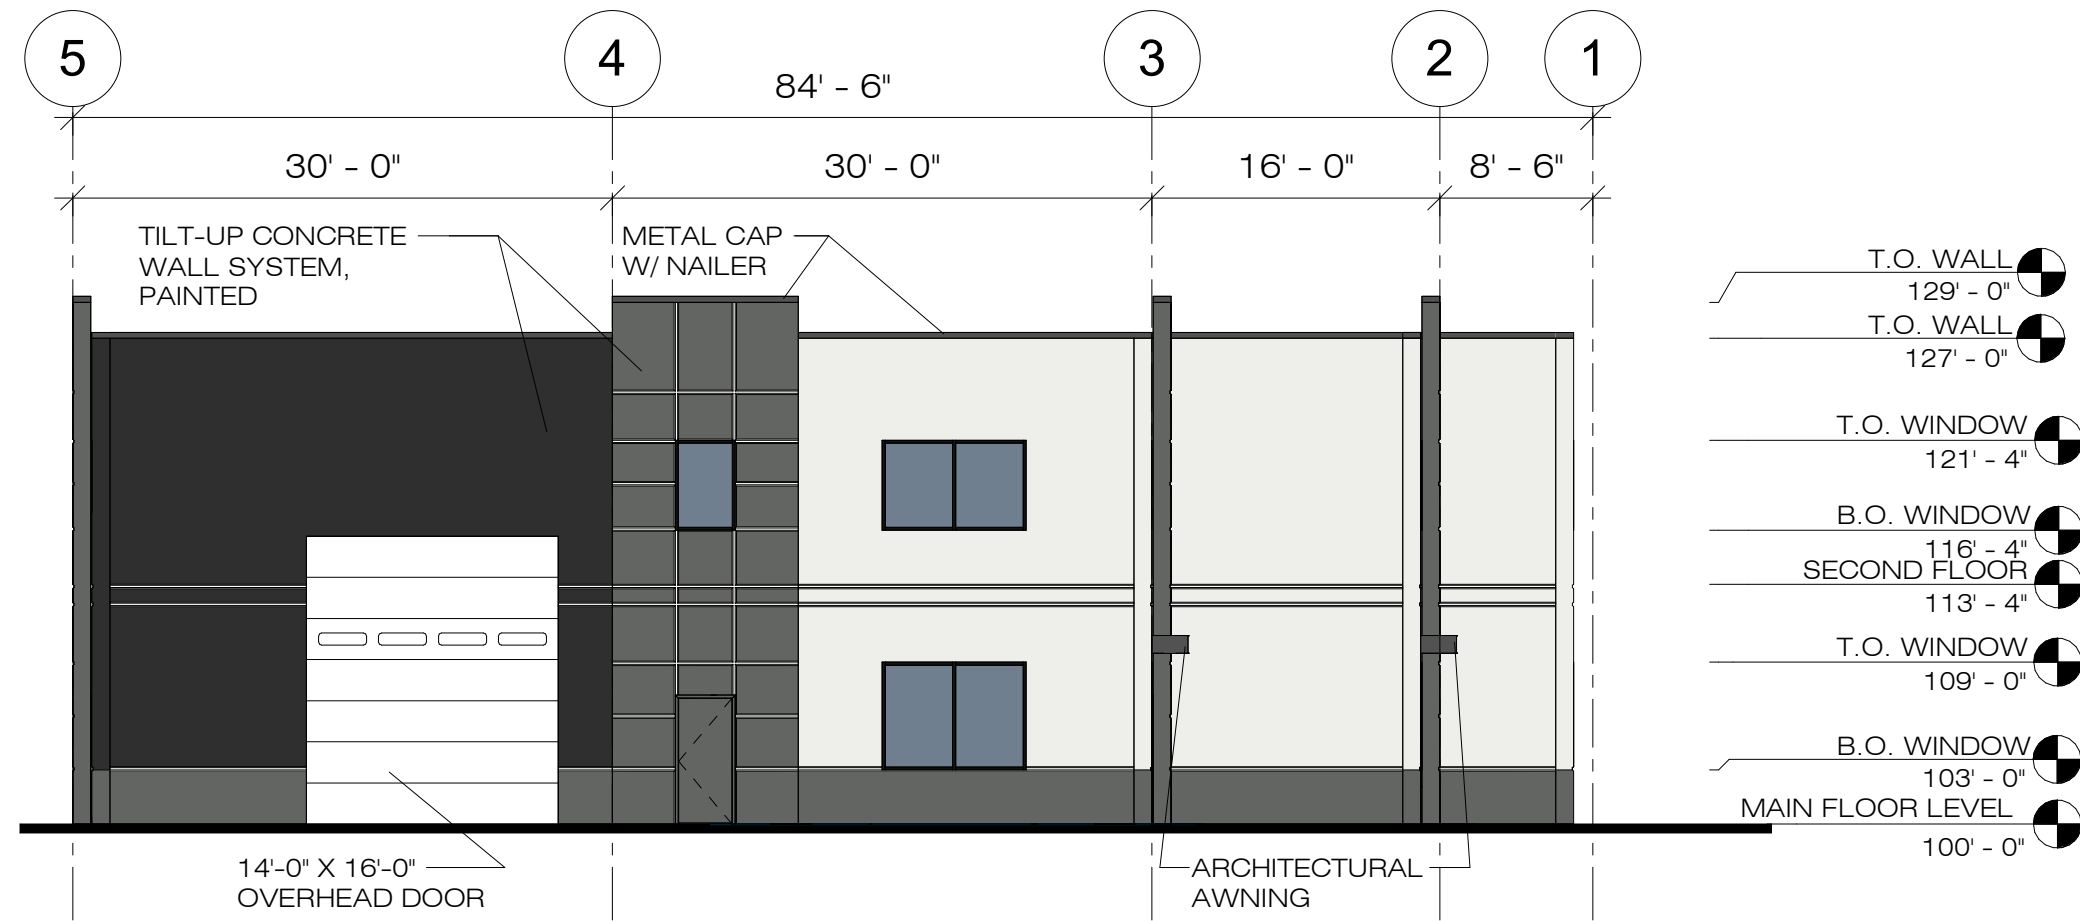 5
4
3
2
1
84' - 6"
30' - 0"
30' - 0"
16' - 0"
8' - 6"
TILT-UP CONCRETE
WALL SYSTEM,
PAINTED
METAL CAP
W/ NAILER
T.O. WALL
129' - 0"
T.O. WALL
127' - 0"
T.O. WINDOW
121' - 4"
B.O. WINDOW
116' - 4"
SECOND FLOOR
113' - 4"
T.O. WINDOW
109' - 0"
B.O. WINDOW
103' - 0"
MAIN FLOOR LEVEL
100' - 0"
14'-0" X 16'-0"
OVERHEAD DOOR
ARCHITECTURAL
AWNING